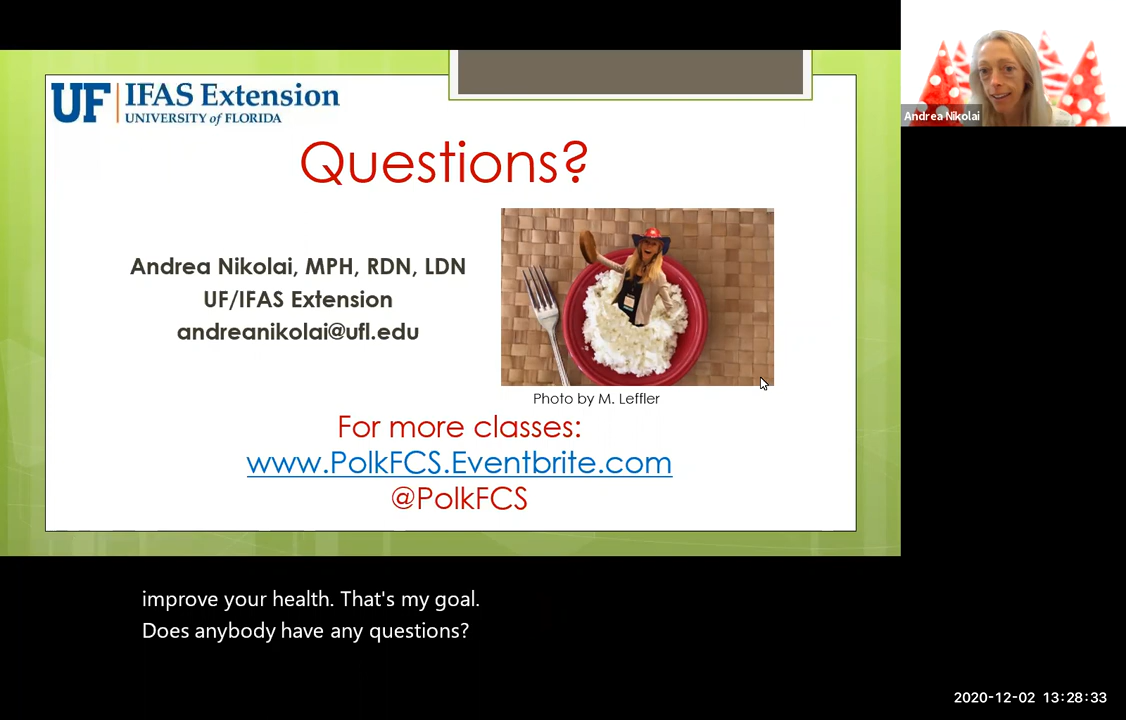 UF | IFAS Extension
UNIVERSITY of FLORIDA
Andrea Nikolai
Questions?
Andrea Nikolai, MPH, RDN, LDN
UF/IFAS Extension
andreanikolai@ufl.edu
Photo by M. Leffler
For more classes:
www.PolkFCS.Eventbrite.com
@PolkFCS
improve your health. That's my goal.
Does anybody have any questions?
2020-12-02 13:28:33